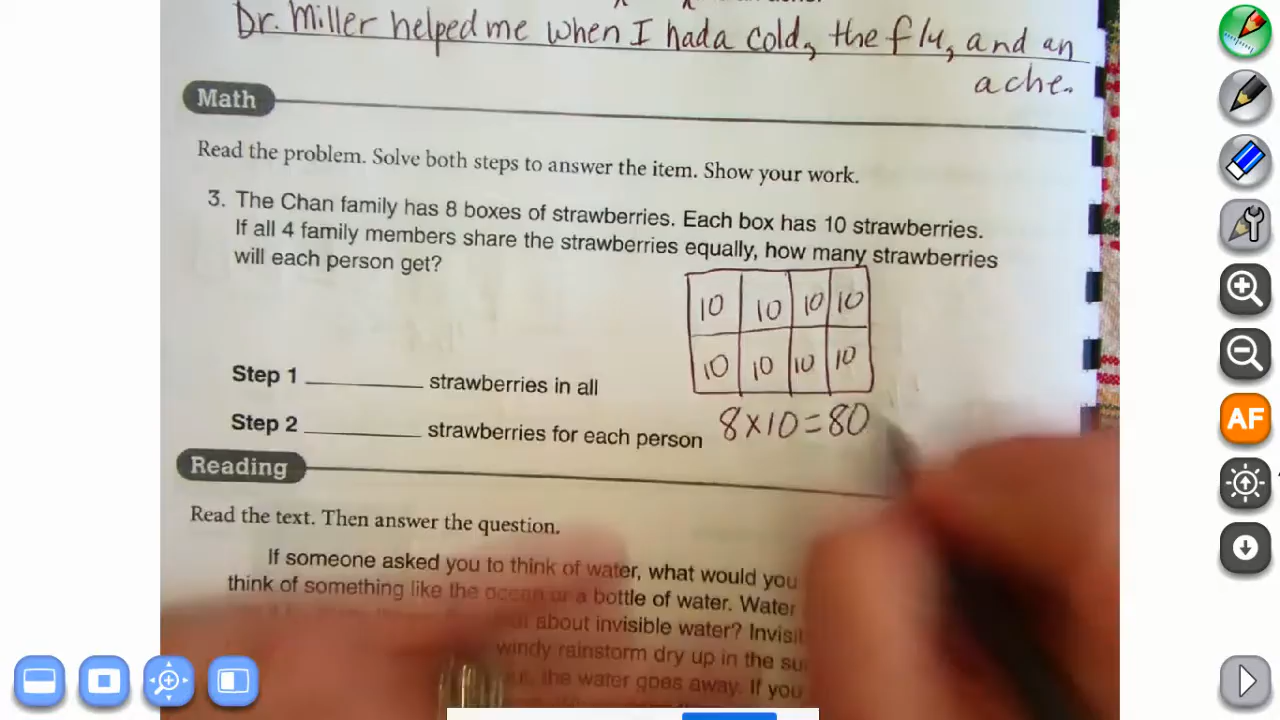 Dr. Miller helped me when I had a cold, the flu, and an
ache.
Math
Read the problem. Solve both steps to answer the item. Show your work.
3. The Chan family has 8 boxes of strawberries. Each box has 10 strawberries.
If all 4 family members share the strawberries equally, how many strawberries
will each person get?
10 10 10 10
10 10 10 10
Step 1 ________ strawberries in all
8x10=80
Step 2 ________ strawberries for each person
Reading
Read the text. Then answer the question.
If someone asked you to think of water, what would you
think of something like the ocean or a bottle of water. Water
about invisible water?
windy rainstorm dry up in the
the water goes away. If you
AF